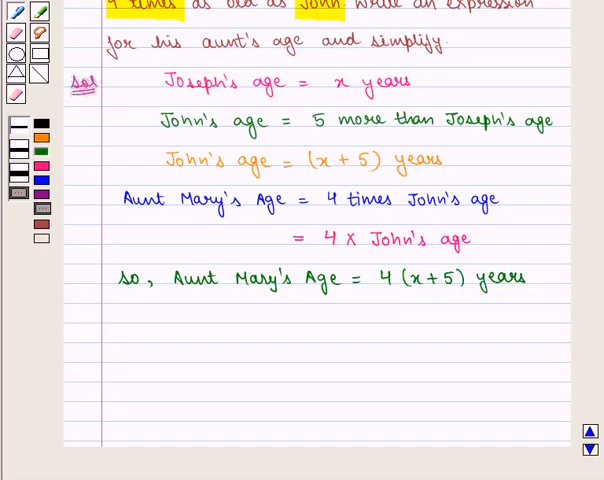 4 times as old as John. Write an expression
for his aunt's age and simplify.
Sol Joseph's age = x years
John's age = 5 more than Joseph's age
John's age = (x + 5) years
Aunt Mary's Age = 4 times John's age
= 4 × John's age
So, Aunt Mary's Age = 4 (x + 5) years